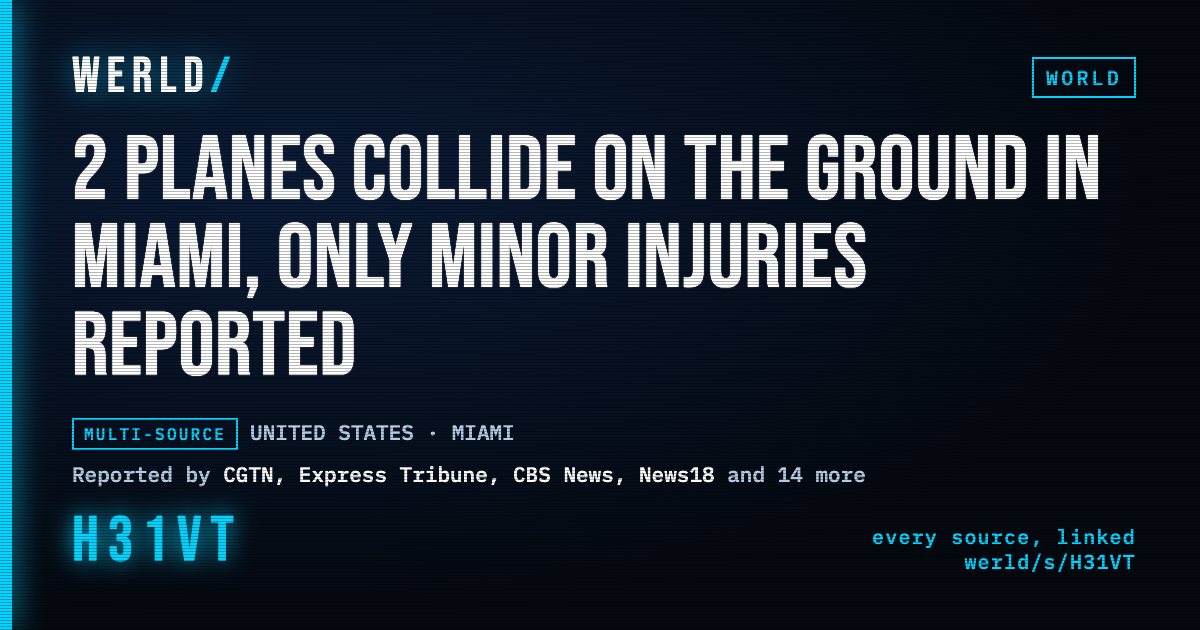 WERLD/
WORLD
2 PLANES COLLIDE ON THE GROUND IN
MIAMI, ONLY MINOR INJURIES
REPORTED
MULTI-SOURCE UNITED STATES · MIAMI
Reported by CGTN, Express Tribune, CBS News, News18 and 14 more
H31VT
every source, linked
werld/s/H31VT